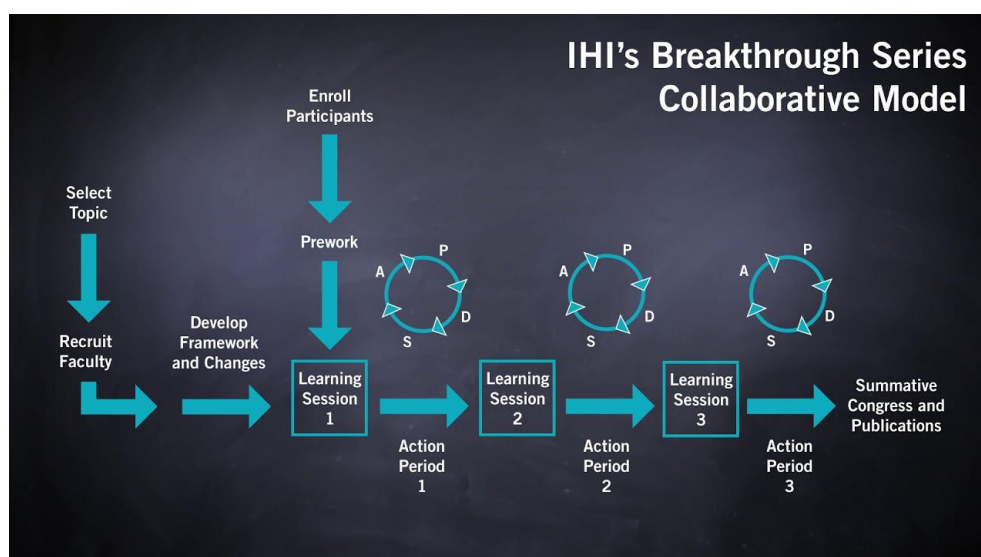 IHI's Breakthrough Series
Collaborative Model
Enroll
Participants
Select
Topic
Prework
P
A
D
S
P
A
D
S
P
A
D
S
Recruit
Faculty
Develop
Framework
and Changes
Learning
Session
1
Learning
Session
2
Learning
Session
3
Summative
Congress and
Publications
Action
Period
1
Action
Period
2
Action
Period
3